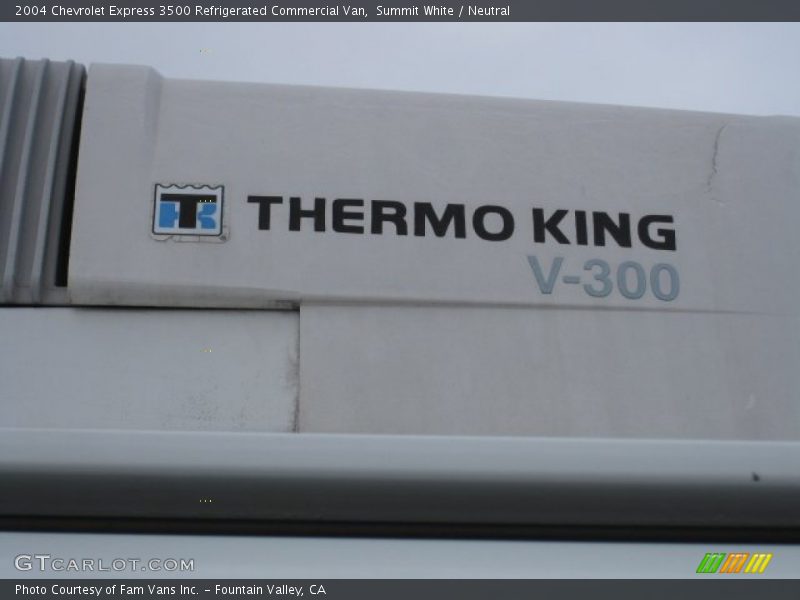 2004 Chevrolet Express 3500 Refrigerated Commercial Van, Summit White / Neutral
TK THERMO KING
V-300
GTCARLOT.COM
Photo Courtesy of Fam Vans Inc. - Fountain Valley, CA